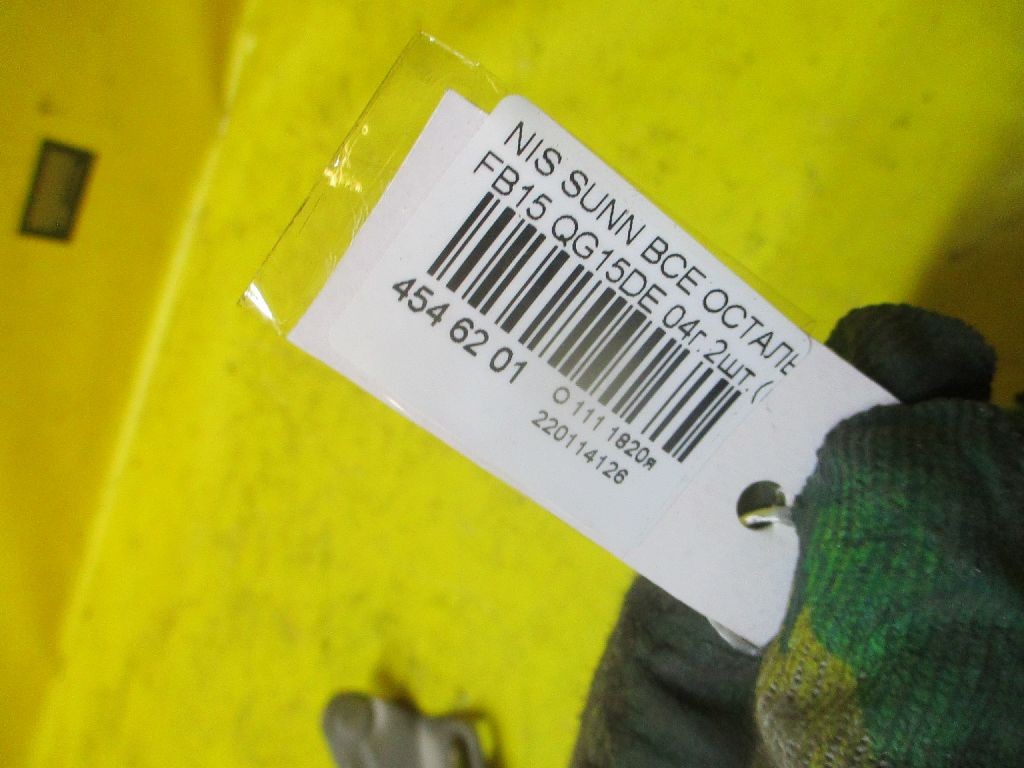 NIS SUNN ВСЕ ОСТАЛЬ
FB15 QG15DE 04г.2шт.(
454 62 01
О 111 1820я
220114126